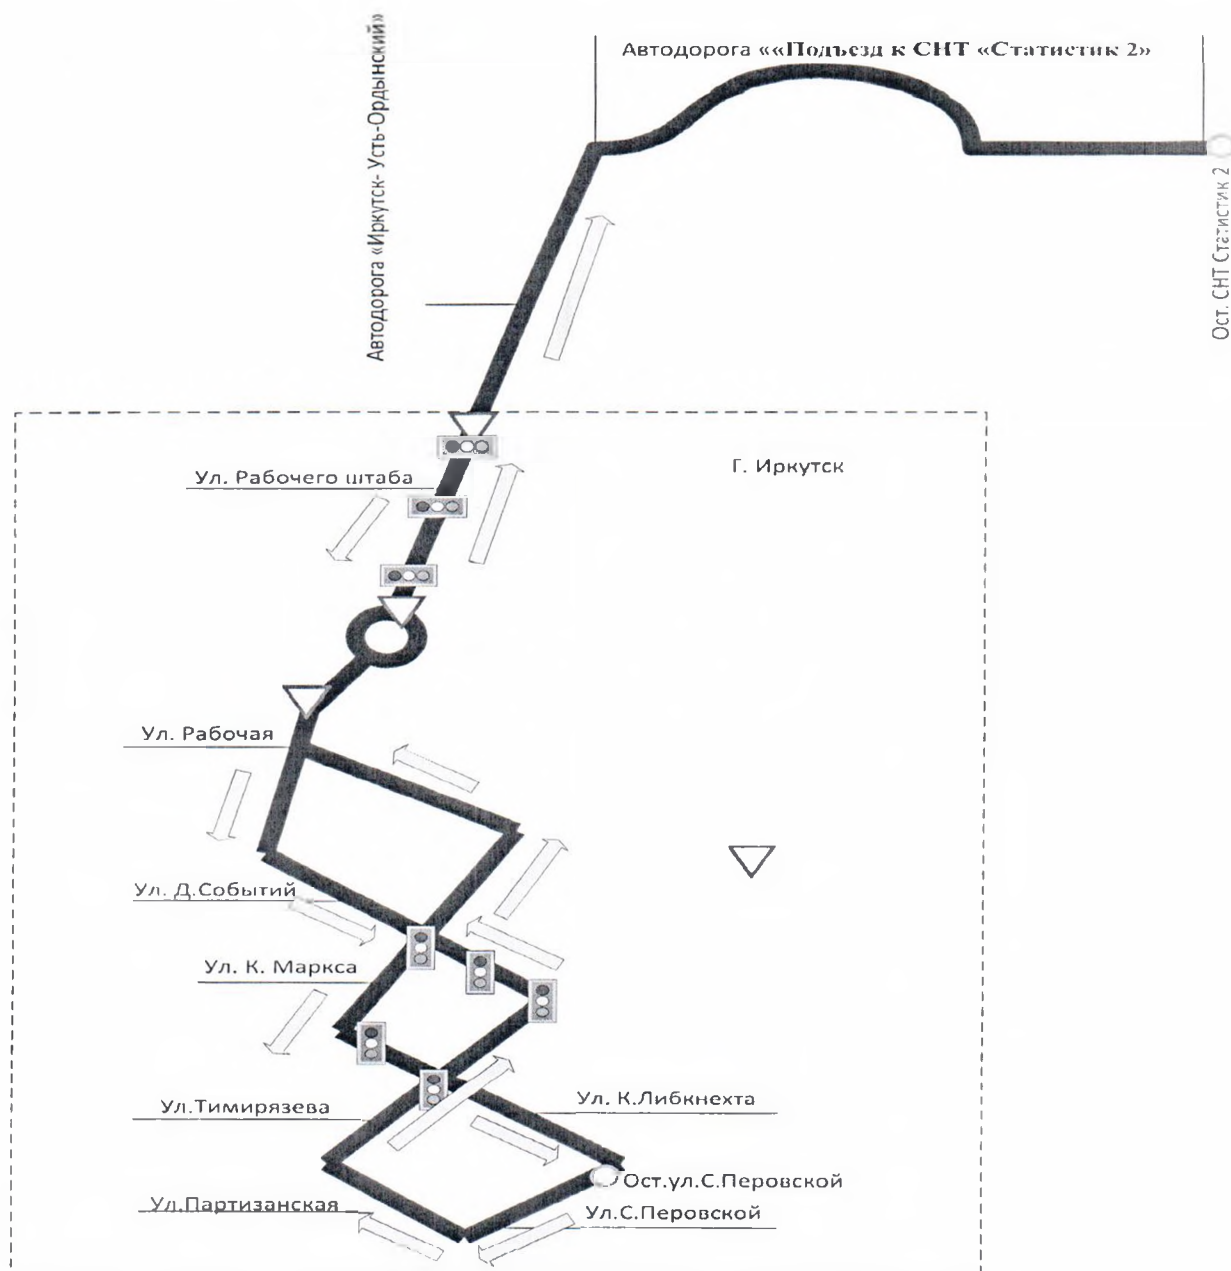 Автодорога ««Подъезд к СНТ «Статистик 2»
Автодорога «Иркутск- Усть-Ордынский»
Ост. СНТ Статистик 2
Г. Иркутск
Ул. Рабочего штаба
Ул. Рабочая
Ул. Д.Событий
Ул. К. Маркса
Ул. К.Либкнехта
Ул.Тимирязева
Ост.ул.С.Перовской
Ул.Партизанская
Ул.С.Перовской